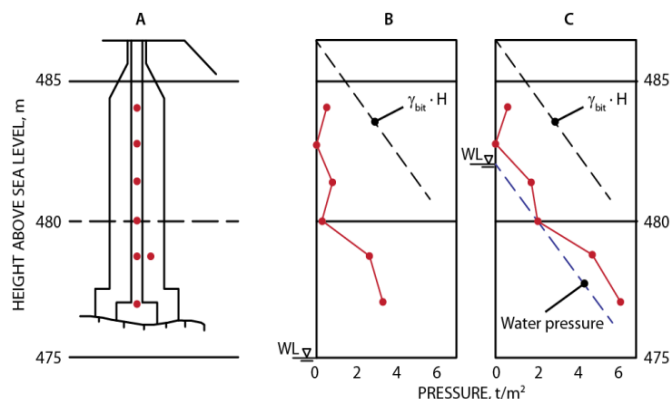 A B C
HEIGHT ABOVE SEA LEVEL, m
485 485
γbit · H γbit · H
WL
480 480
Water pressure
WL
475 475
0 2 4 6 0 2 4 6
PRESSURE, t/m²